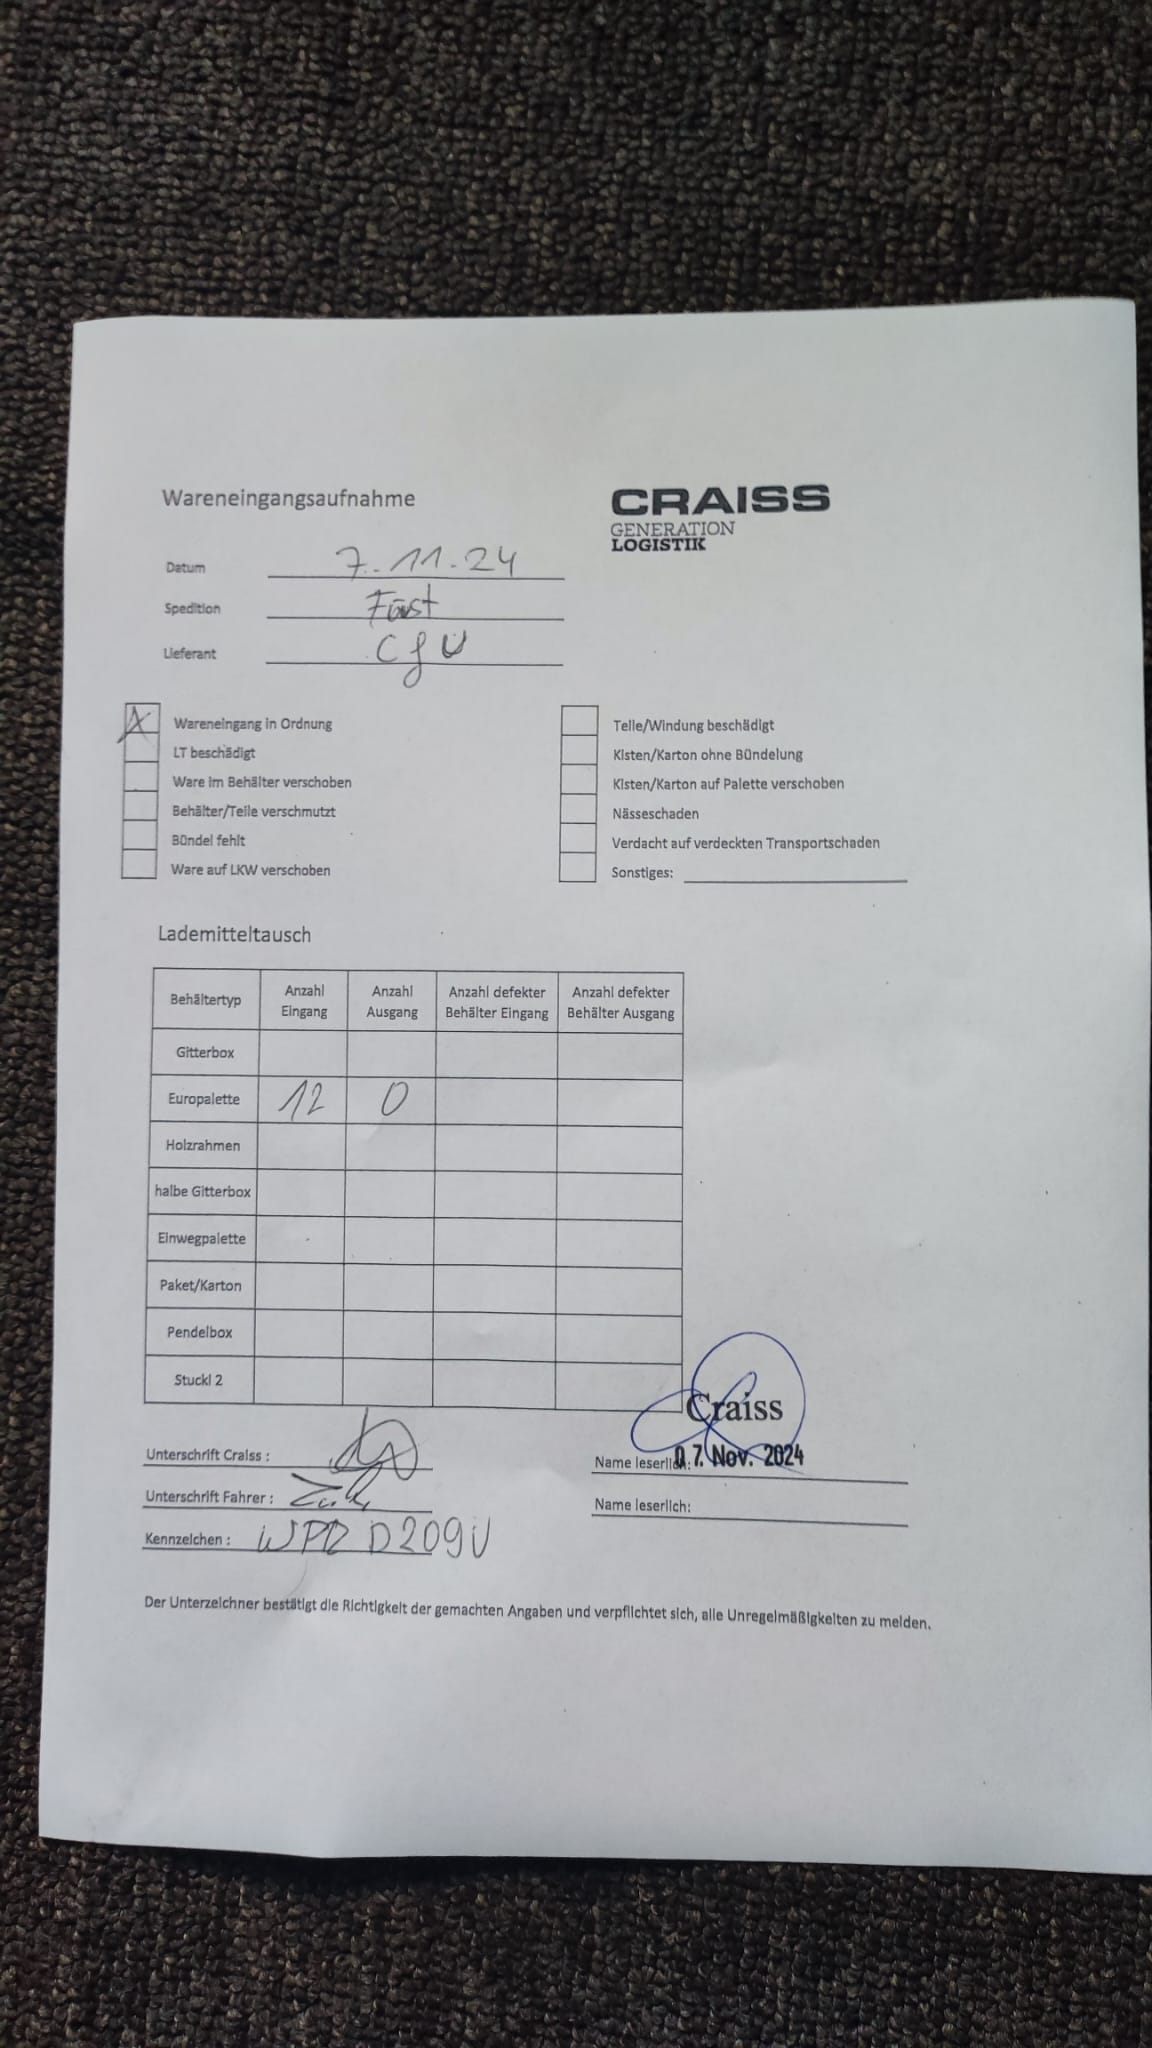 Wareneingangsaufnahme
CRAISS
GENERATION
LOGISTIK
Datum 7.11.24
Spedition
Lieferant
X Wareneingang in Ordnung
LT beschädigt
Ware im Behälter verschoben
Behälter/Teile verschmutzt
Bündel fehlt
Ware auf LKW verschoben
Teile/Windung beschädigt
Kisten/Karton ohne Bündelung
Kisten/Karton auf Palette verschoben
Nässeschaden
Verdacht auf verdeckten Transportschaden
Sonstiges:
Lademitteltausch
Behältertyp Anzahl Eingang Anzahl Ausgang Anzahl defekter Behälter Eingang Anzahl defekter Behälter Ausgang
Gitterbox
Europalette 12 0
Holzrahmen
halbe Gitterbox
Einwegpalette
Paket/Karton
Pendelbox
Stuckl 2
Craiss
07. Nov. 2024
Unterschrift Craiss :
Name leserlich:
Unterschrift Fahrer :
Name leserlich:
Kennzeichen : WPR D209U
Der Unterzeichner bestätigt die Richtigkeit der gemachten Angaben und verpflichtet sich, alle Unregelmäßigkeiten zu melden.